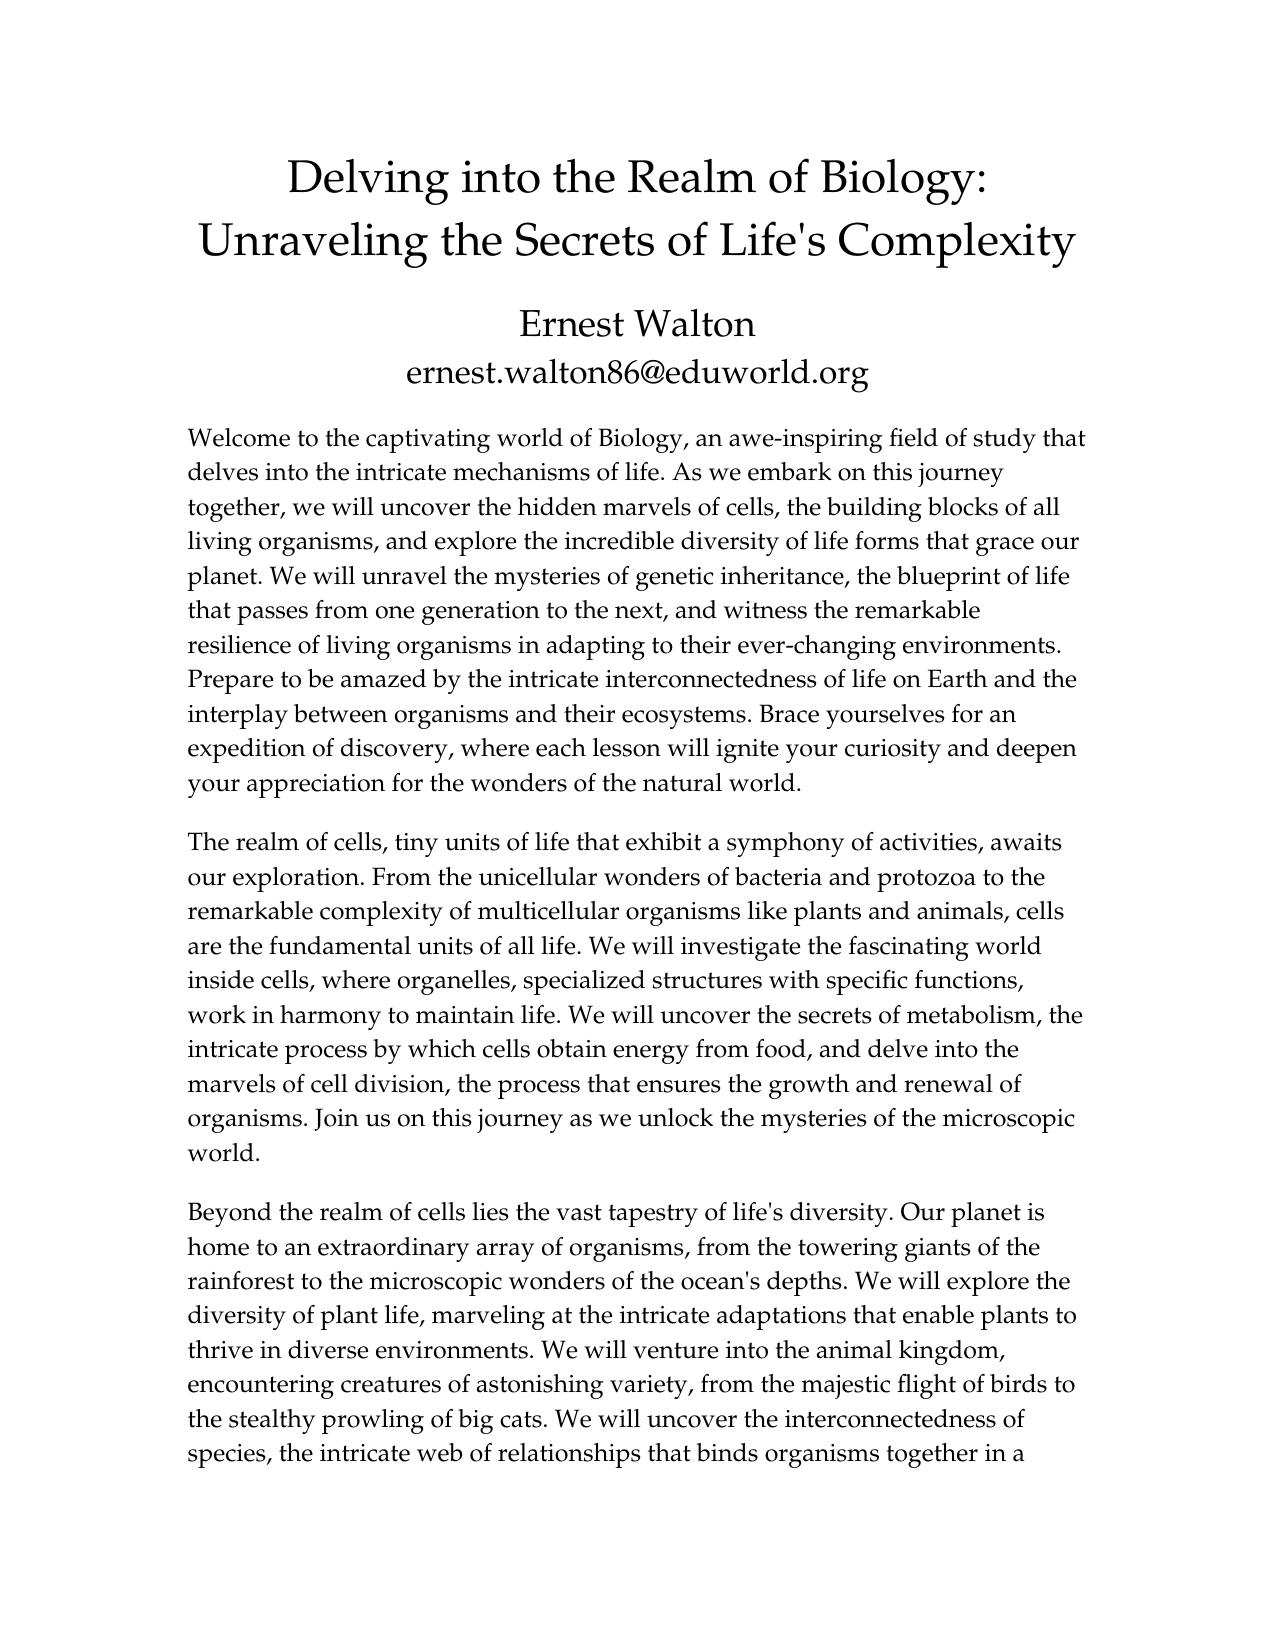 Delving into the Realm of Biology:
Unraveling the Secrets of Life's Complexity
Ernest Walton
ernest.walton86@eduworld.org
Welcome to the captivating world of Biology, an awe-inspiring field of study that
delves into the intricate mechanisms of life. As we embark on this journey
together, we will uncover the hidden marvels of cells, the building blocks of all
living organisms, and explore the incredible diversity of life forms that grace our
planet. We will unravel the mysteries of genetic inheritance, the blueprint of life
that passes from one generation to the next, and witness the remarkable
resilience of living organisms in adapting to their ever-changing environments.
Prepare to be amazed by the intricate interconnectedness of life on Earth and the
interplay between organisms and their ecosystems. Brace yourselves for an
expedition of discovery, where each lesson will ignite your curiosity and deepen
your appreciation for the wonders of the natural world.
The realm of cells, tiny units of life that exhibit a symphony of activities, awaits
our exploration. From the unicellular wonders of bacteria and protozoa to the
remarkable complexity of multicellular organisms like plants and animals, cells
are the fundamental units of all life. We will investigate the fascinating world
inside cells, where organelles, specialized structures with specific functions,
work in harmony to maintain life. We will uncover the secrets of metabolism, the
intricate process by which cells obtain energy from food, and delve into the
marvels of cell division, the process that ensures the growth and renewal of
organisms. Join us on this journey as we unlock the mysteries of the microscopic
world.
Beyond the realm of cells lies the vast tapestry of life's diversity. Our planet is
home to an extraordinary array of organisms, from the towering giants of the
rainforest to the microscopic wonders of the ocean's depths. We will explore the
diversity of plant life, marveling at the intricate adaptations that enable plants to
thrive in diverse environments. We will venture into the animal kingdom,
encountering creatures of astonishing variety, from the majestic flight of birds to
the stealthy prowling of big cats. We will uncover the interconnectedness of
species, the intricate web of relationships that binds organisms together in a